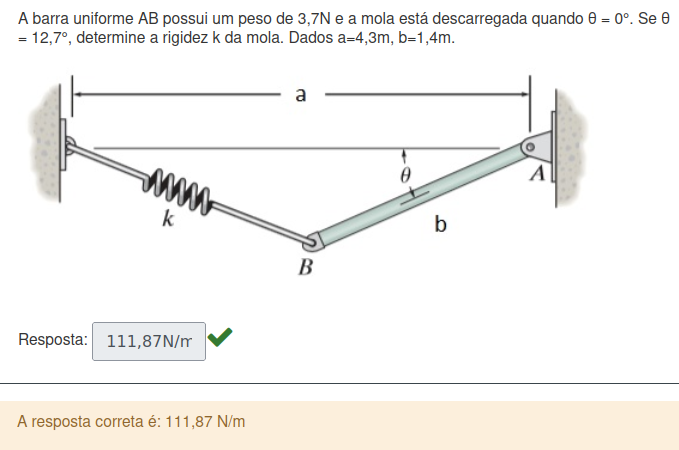 A barra uniforme AB possui um peso de 3,7N e a mola está descarregada quando θ = 0°. Se θ
= 12,7°, determine a rigidez k da mola. Dados a=4,3m, b=1,4m.
a
θ
A
k
b
B
Resposta: 111,87N/m
A resposta correta é: 111,87 N/m